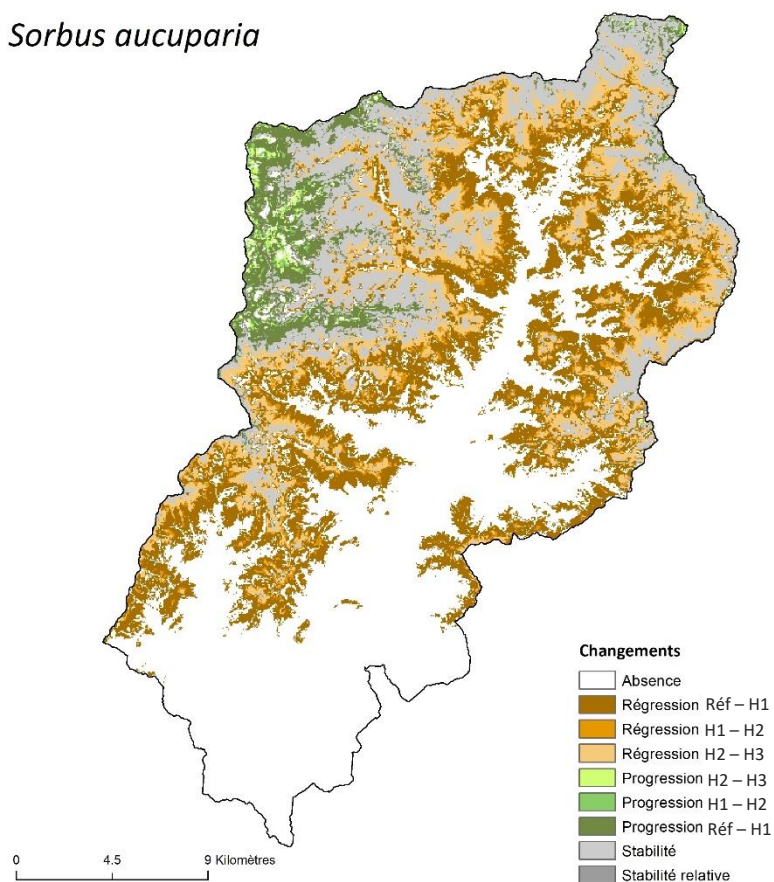 Sorbus aucuparia
Changements
Absence
Régression Réf – H1
Régression H1 – H2
Régression H2 – H3
Progression H2 – H3
Progression H1 – H2
Progression Réf – H1
Stabilité
Stabilité relative
0 4.5 9 Kilomètres